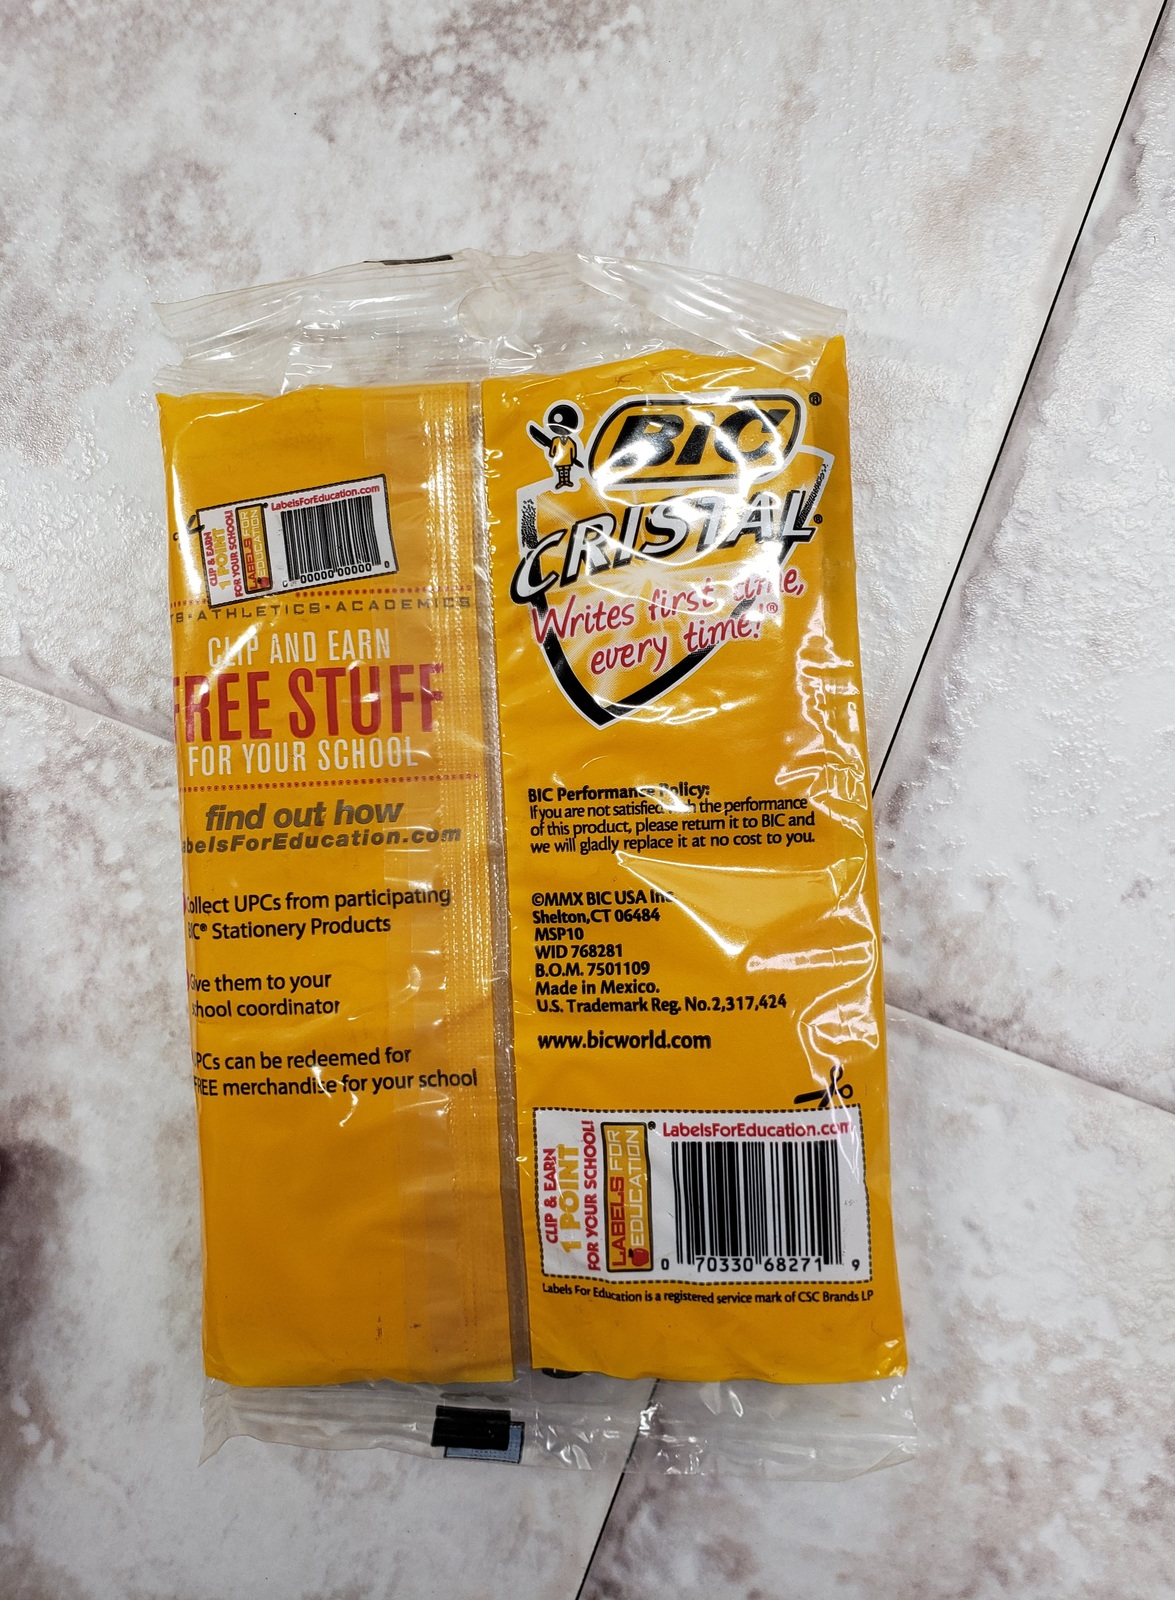 LabelsForEducation.com
CLIP & EARN
1 POINT
FOR YOUR SCHOOL!
LABELS FOR
EDUCATION
00000 00000 0
TS•ATHLETICS•ACADEMICS
CLIP AND EARN
FREE STUFF
FOR YOUR SCHOOL
find out how
abelsForEducation.com
Collect UPCs from participating
BIC® Stationery Products
Give them to your
school coordinator
UPCs can be redeemed for
FREE merchandise for your school
BIC®
CRISTAL®
Writes first time,
every time!®
BIC Performance Policy:
If you are not satisfied with the performance
of this product, please return it to BIC and
we will gladly replace it at no cost to you.
©MMX BIC USA Inc.
Shelton,CT 06484
MSP10
WID 768281
B.O.M. 7501109
Made in Mexico.
U.S. Trademark Reg. No.2,317,424
www.bicworld.com
LabelsForEducation.com
CLIP & EARN
1 POINT
FOR YOUR SCHOOL!
LABELS FOR
EDUCATION
0 70330 68271 9
Labels For Education is a registered service mark of CSC Brands LP